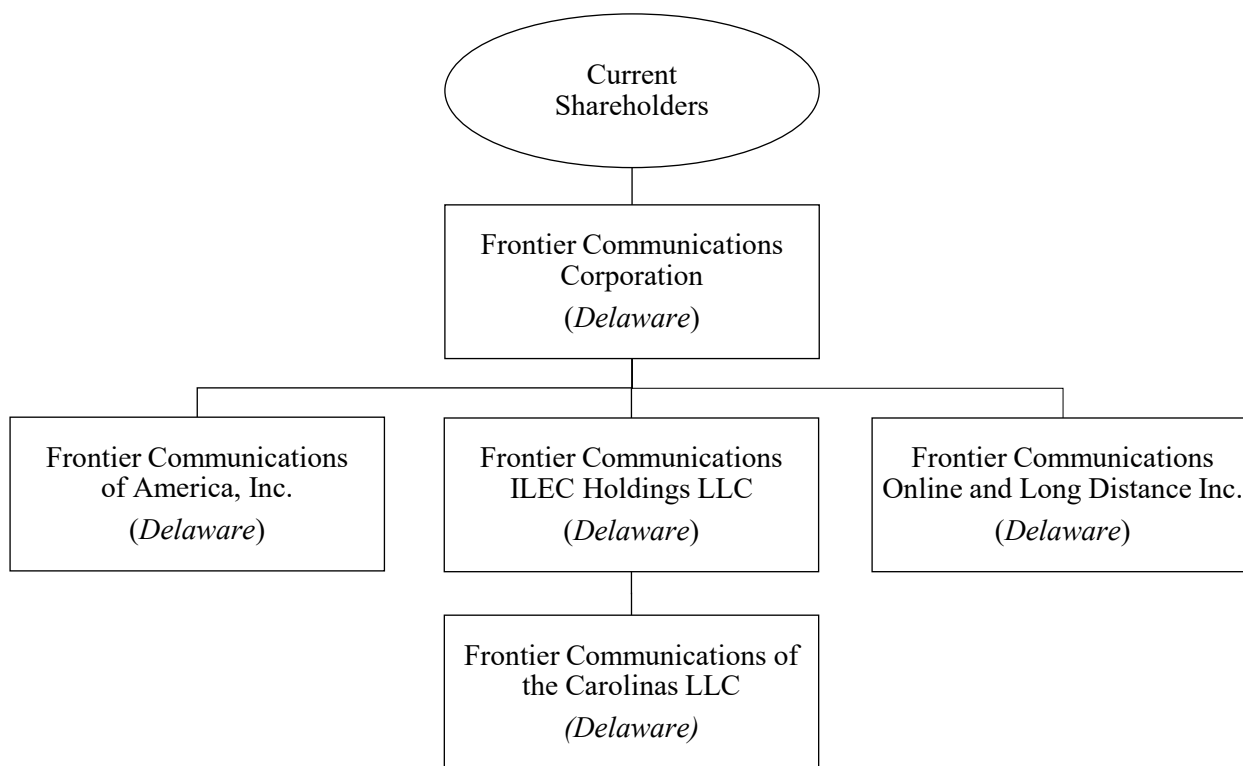 Current
Shareholders
Frontier Communications
Corporation
(Delaware)
Frontier Communications
of America, Inc.
(Delaware)
Frontier Communications
ILEC Holdings LLC
(Delaware)
Frontier Communications
Online and Long Distance Inc.
(Delaware)
Frontier Communications of
the Carolinas LLC
(Delaware)